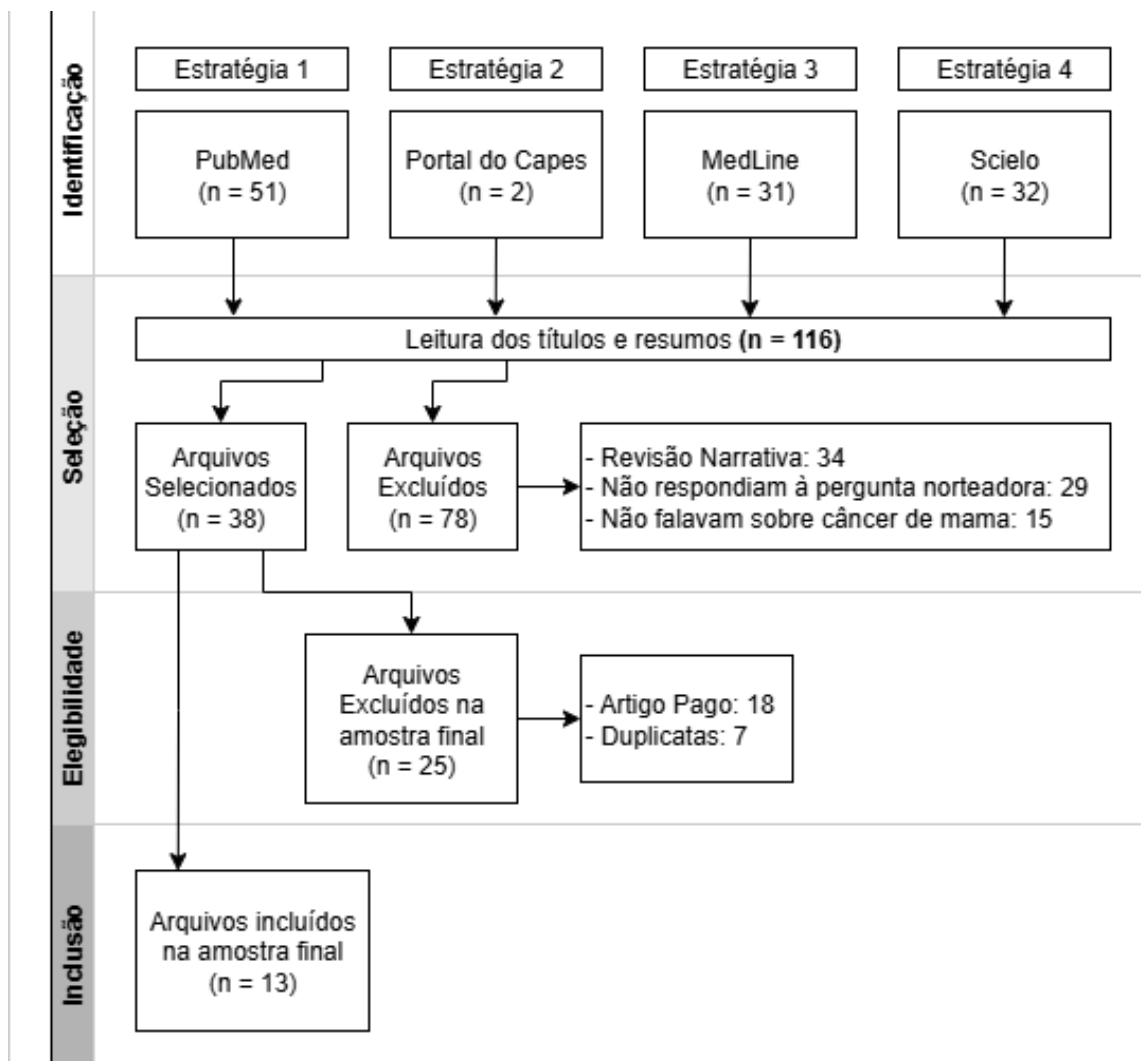 Identificação
Estratégia 1
Estratégia 2
Estratégia 3
Estratégia 4
PubMed
(n = 51)
Portal do Capes
(n = 2)
MedLine
(n = 31)
Scielo
(n = 32)
Seleção
Leitura dos títulos e resumos (n = 116)
Arquivos
Selecionados
(n = 38)
Arquivos
Excluídos
(n = 78)
- Revisão Narrativa: 34
- Não respondiam à pergunta norteadora: 29
- Não falavam sobre câncer de mama: 15
Elegibilidade
Arquivos
Excluídos na
amostra final
(n = 25)
- Artigo Pago: 18
- Duplicatas: 7
Inclusão
Arquivos incluídos
na amostra final
(n = 13)